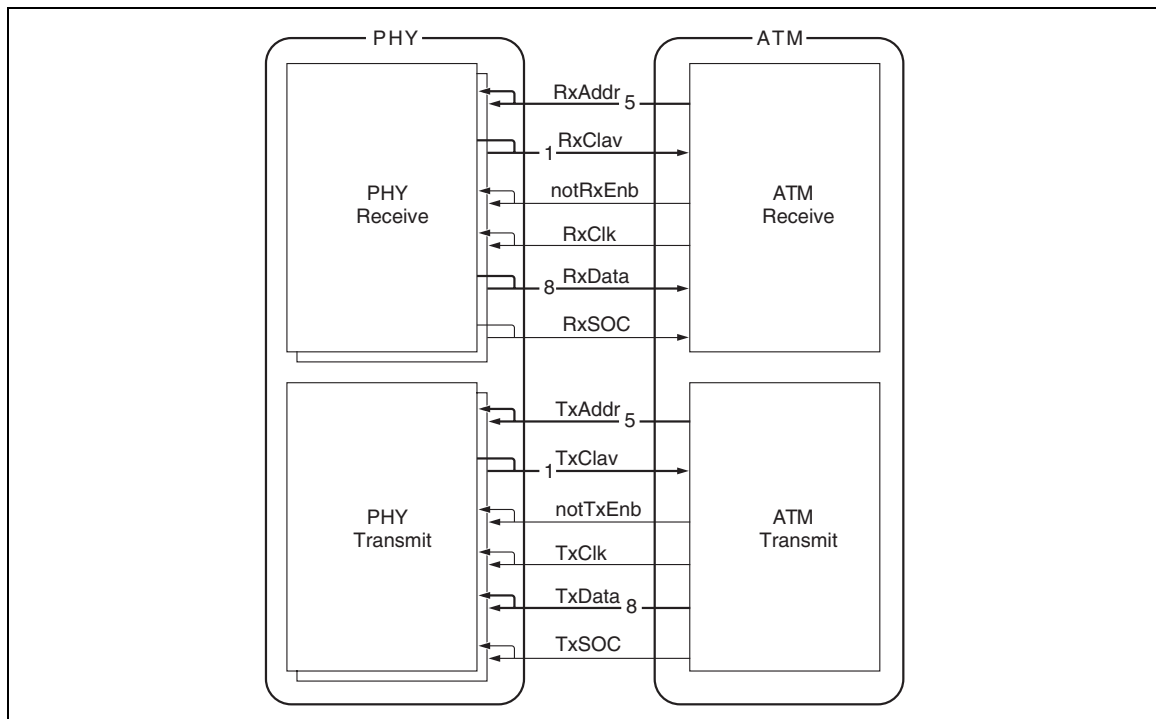 PHY
ATM
RxAddr 5
1 RxClav
notRxEnb
RxClk
8 RxData
RxSOC
PHY
Receive
ATM
Receive
TxAddr 5
1 TxClav
notTxEnb
TxClk
TxData 8
TxSOC
PHY
Transmit
ATM
Transmit